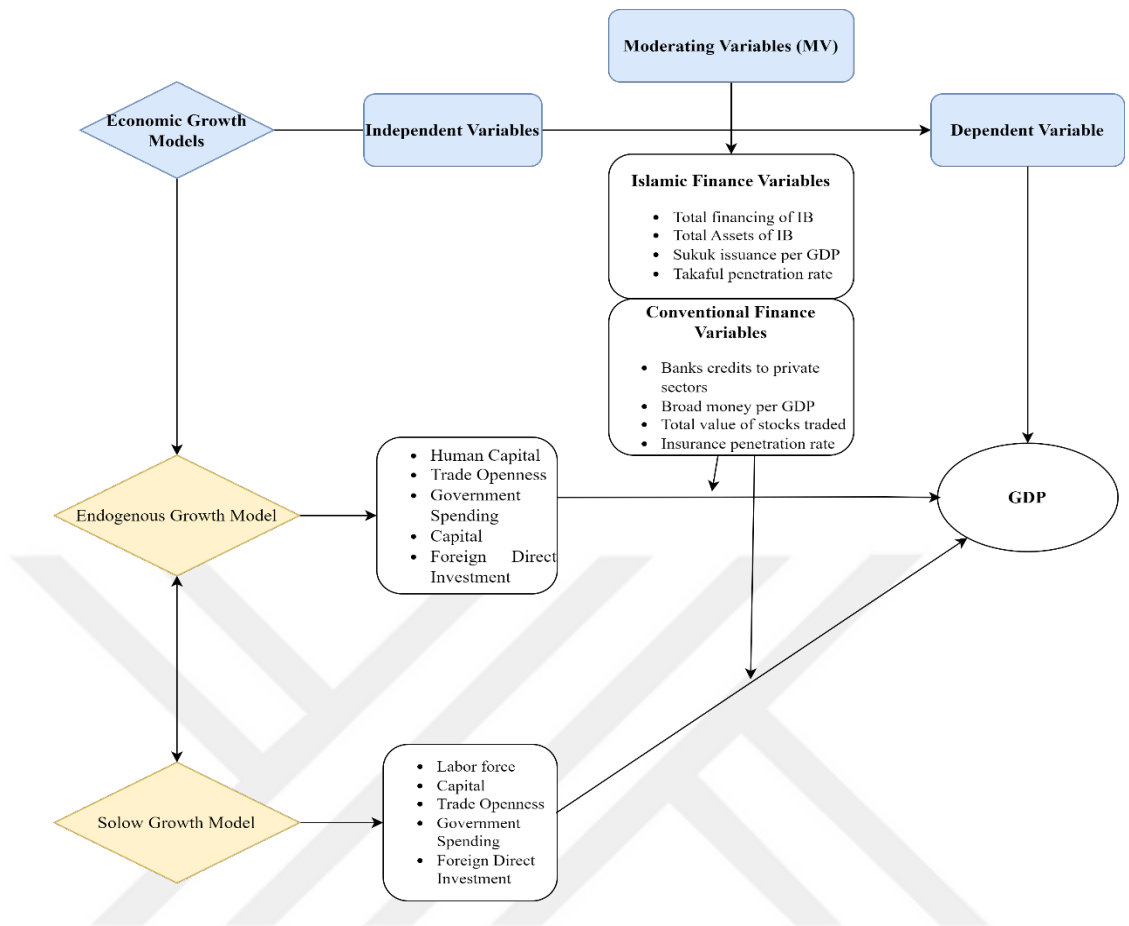 Moderating Variables (MV)
Economic Growth
Models
Independent Variables
Dependent Variable
Islamic Finance Variables
• Total financing of IB
• Total Assets of IB
• Sukuk issuance per GDP
• Takaful penetration rate
Conventional Finance
Variables
• Banks credits to private
sectors
• Broad money per GDP
• Total value of stocks traded
• Insurance penetration rate
Endogenous Growth Model
• Human Capital
• Trade Openness
• Government
Spending
• Capital
• Foreign Direct
Investment
GDP
Solow Growth Model
• Labor force
• Capital
• Trade Openness
• Government
Spending
• Foreign Direct
Investment